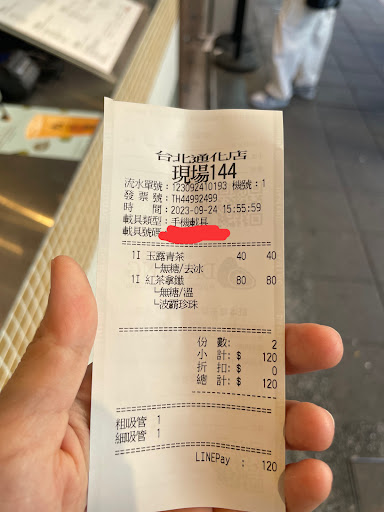 台北通化店
現場144
流水單號：123092410193 機號：1
發 票 號：TH44992499
時 間：2023-09-24 15:55:59
載具類型：手機載具
載具號碼
1I 玉露青茶 40 40
└無糖/去冰
1I 紅茶拿鐵 80 80
└無糖/溫
└波霸珍珠
份 數： 2
小 計：$ 120
折 扣：$ 0
總 計：$ 120
粗吸管 1
細吸管 1
LINEPay : 120